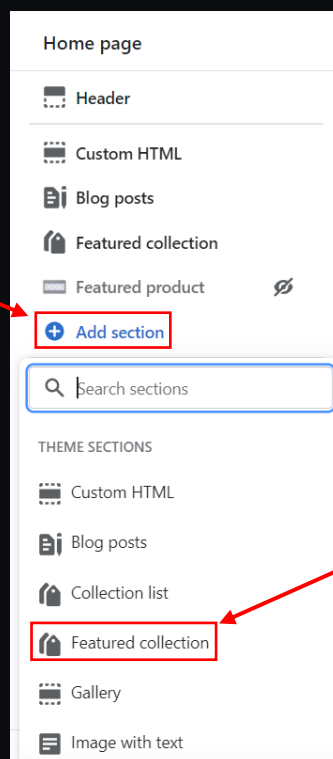 Home page
Header
Custom HTML
Blog posts
Featured collection
Featured product
Add section
Search sections
THEME SECTIONS
Custom HTML
Blog posts
Collection list
Featured collection
Gallery
Image with text